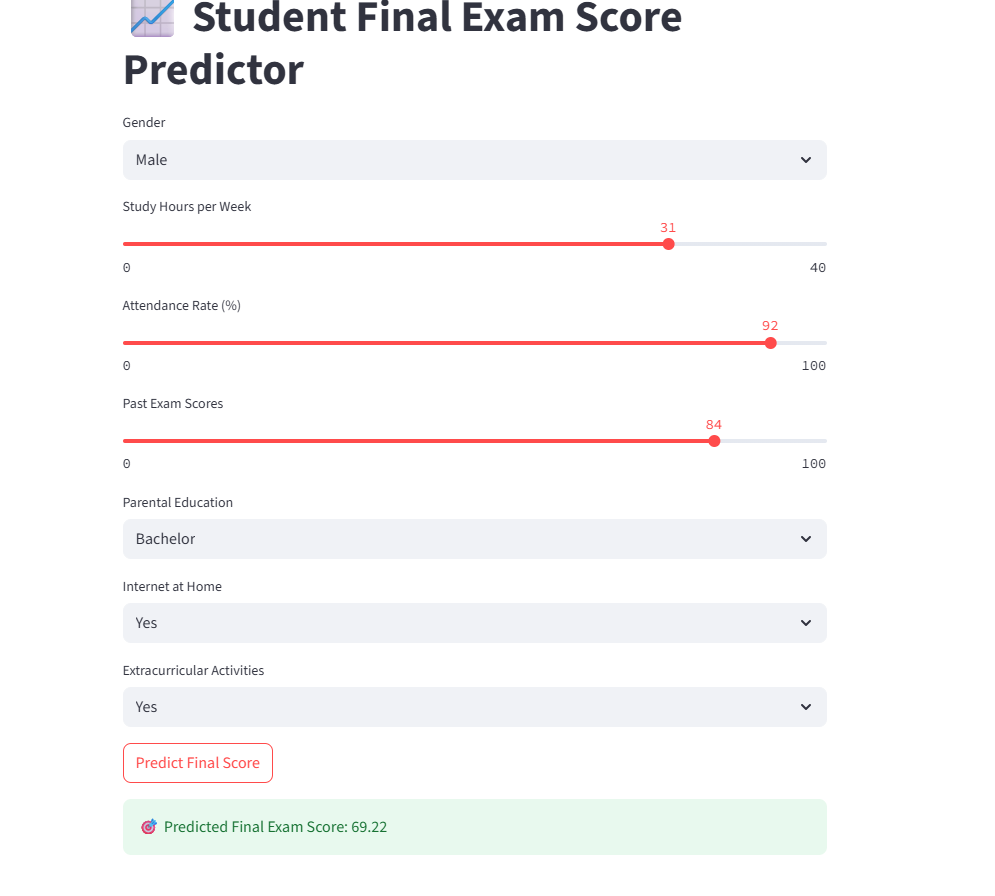 📈 Student Final Exam Score
Predictor
Gender
Male
Study Hours per Week
31
0 40
Attendance Rate (%)
92
0 100
Past Exam Scores
84
0 100
Parental Education
Bachelor
Internet at Home
Yes
Extracurricular Activities
Yes
Predict Final Score
🎯 Predicted Final Exam Score: 69.22